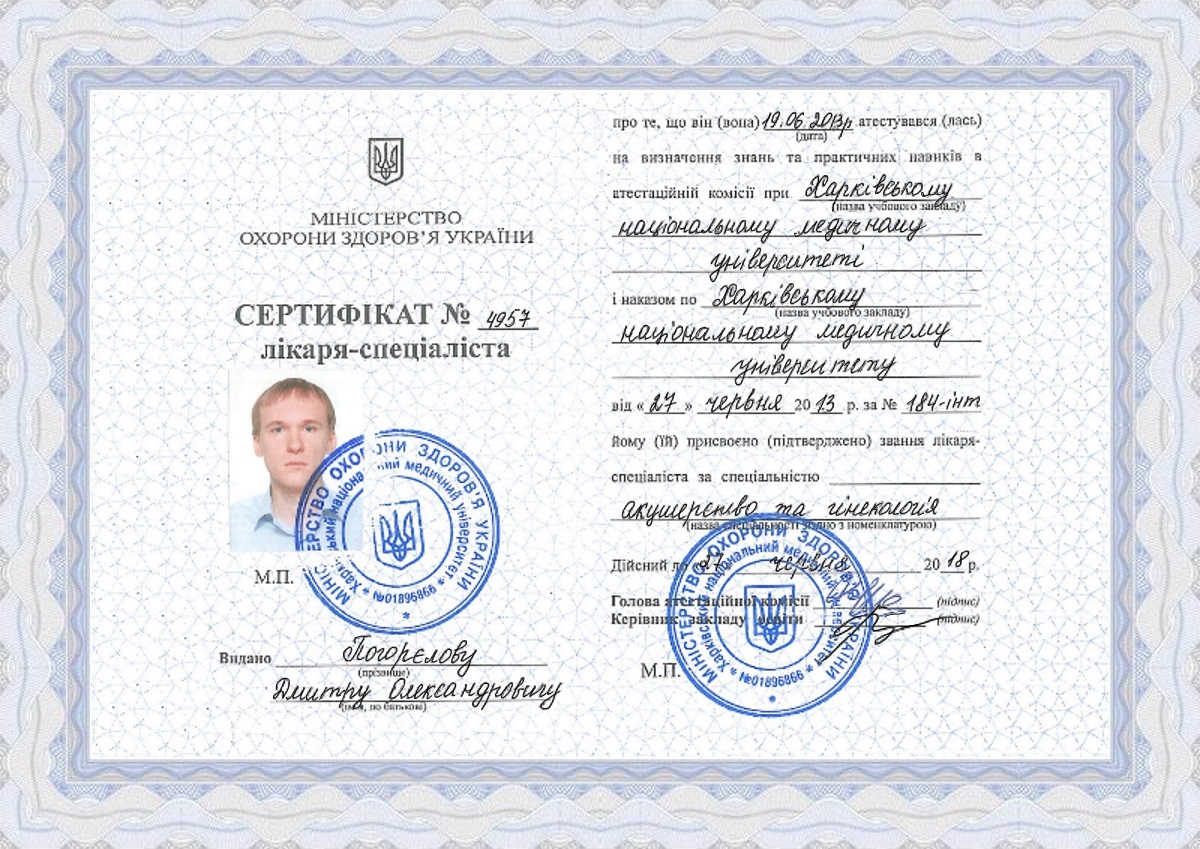 МІНІСТЕРСТВО
ОХОРОНИ ЗДОРОВ'Я УКРАЇНИ
СЕРТИФІКАТ № 4957
лікаря-спеціаліста
МІНІСТЕРСТВО ОХОРОНИ ЗДОРОВ'Я УКРАЇНИ
Харківський національний медичний університет * №01896866 *
М.П.
Видано Погорєлову
(прізвище)
Дмитру Олександровичу
(ім'я, по батькові)
про те, що він (вона) 19.06.2013р. атестувався (лась)
(дата)
на визначення знань та практичних навиків в
атестаційній комісії при Харківському
(назва учбового закладу)
національному медичному
університеті
і наказом по Харківському
(назва учбового закладу)
національному медичному
університету
від « 27 » червня 20 13 р. за № 184-інт
йому (їй) присвоєно (підтверджено) звання лікаря-
спеціаліста за спеціальністю
акушерство та гінекологія
(назва спеціальності згідно з номенклатурою)
Дійсний до «27 червня 20 18 р.
Голова атестаційної комісії (підпис)
Керівник закладу освіти (підпис)
М.П.
МІНІСТЕРСТВО ОХОРОНИ ЗДОРОВ'Я УКРАЇНИ
Харківський національний медичний університет * №01896866 *